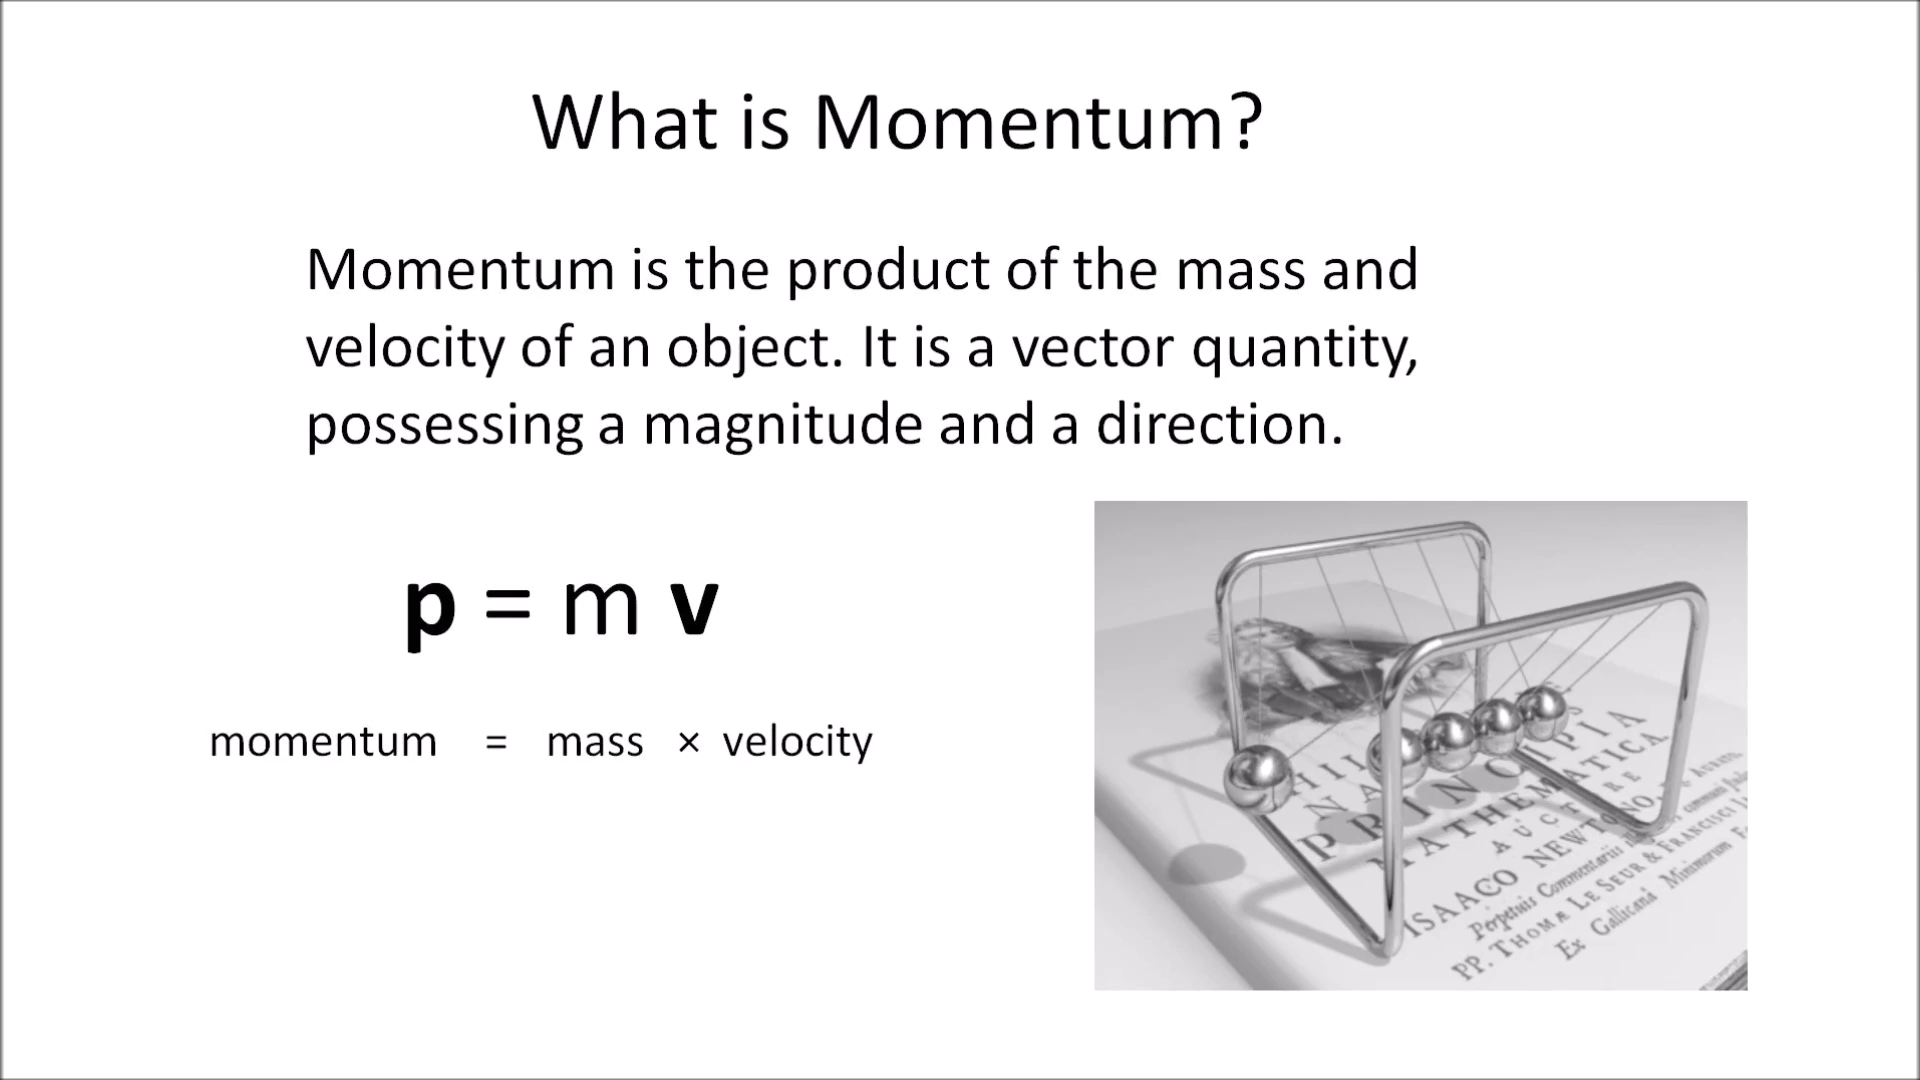 What is Momentum?
Momentum is the product of the mass and
velocity of an object. It is a vector quantity,
possessing a magnitude and a direction.
p = m v
momentum = mass × velocity
PRINCIPIA
MATHEMATICA
AUCTORE
ISAACO NEWTONO,
Perpetuis Commentariis
PP. THOMÆ LE SEUR & FRANCISCI
Ex Gallicanâ Minimorum